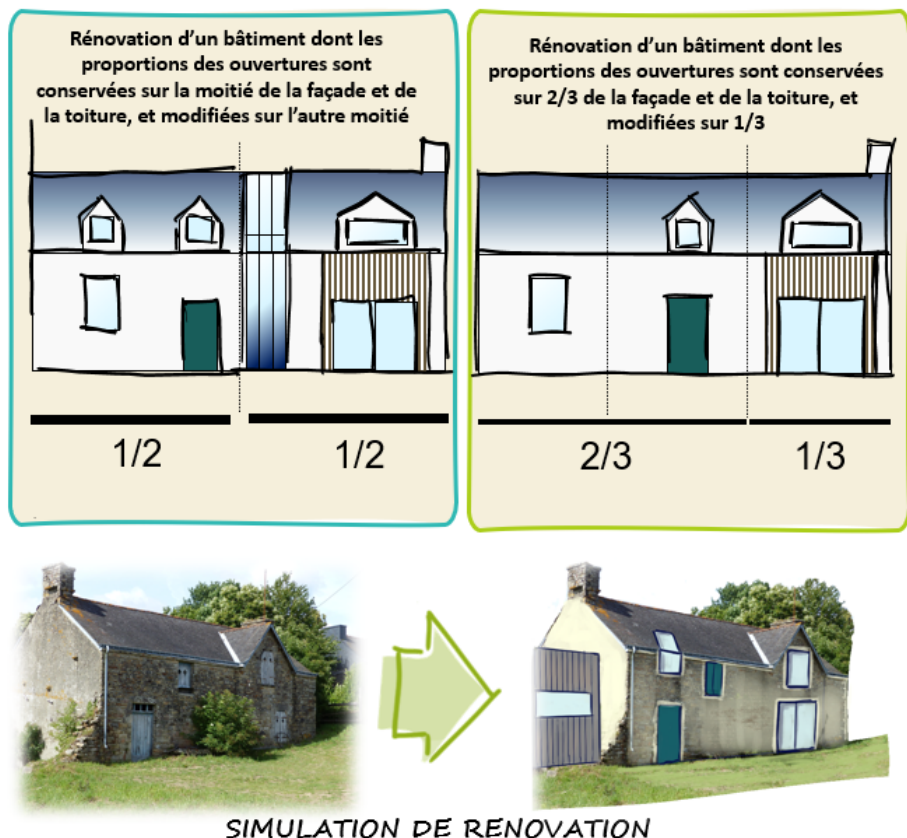 Rénovation d'un bâtiment dont les
proportions des ouvertures sont
conservées sur la moitié de la façade et de
la toiture, et modifiées sur l'autre moitié
1/2
1/2
Rénovation d'un bâtiment dont les
proportions des ouvertures sont conservées
sur 2/3 de la façade et de la toiture, et
modifiées sur 1/3
2/3
1/3
SIMULATION DE RENOVATION